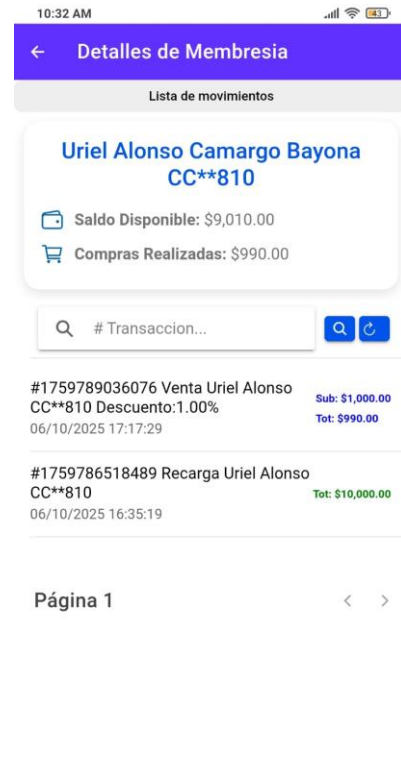 10:32 AM
43
Detalles de Membresia
Lista de movimientos
Uriel Alonso Camargo Bayona
CC**810
Saldo Disponible: $9,010.00
Compras Realizadas: $990.00
# Transaccion...
#1759789036076 Venta Uriel Alonso
CC**810 Descuento:1.00%
06/10/2025 17:17:29
Sub: $1,000.00
Tot: $990.00
#1759786518489 Recarga Uriel Alonso
CC**810
06/10/2025 16:35:19
Tot: $10,000.00
Página 1